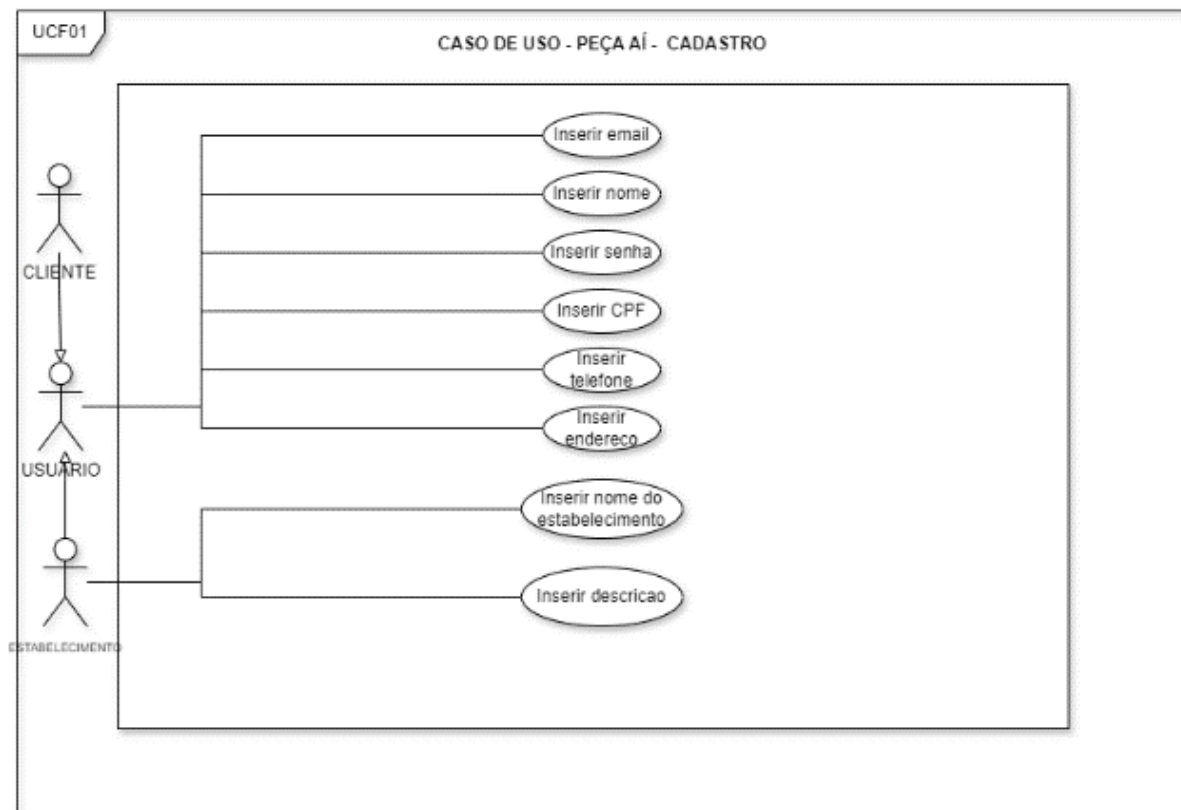 UCF01
CASO DE USO - PEÇA AÍ - CADASTRO
Inserir email
Inserir nome
Inserir senha
CLIENTE
Inserir CPF
Inserir
telefone
Inserir
endereco
USUÁRIO
Inserir nome do
estabelecimento
Inserir descricao
ESTABELECIMENTO